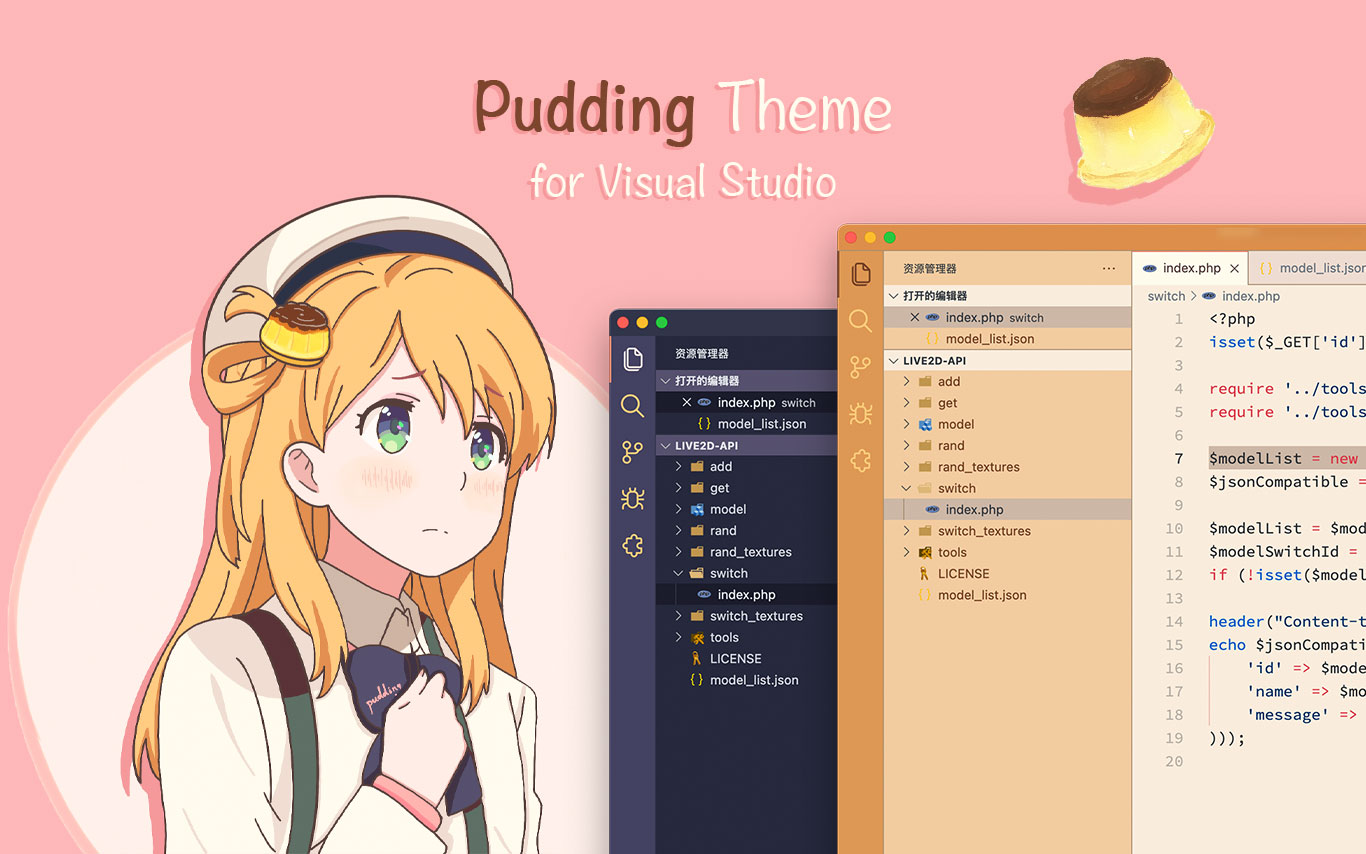 Pudding Theme
for Visual Studio
pudding
资源管理器
打开的编辑器
index.php switch
model_list.json
LIVE2D-API
add
get
model
rand
rand_textures
switch
index.php
switch_textures
tools
LICENSE
model_list.json
资源管理器
打开的编辑器
index.php switch
model_list.json
LIVE2D-API
add
get
model
rand
rand_textures
switch
index.php
switch_textures
tools
LICENSE
model_list.json
index.php
{} model_list.json
switch > index.php
1 <?php
2 isset($_GET['id']
3
4 require '../tools
5 require '../tools
6
7 $modelList = new
8 $jsonCompatible =
9
10 $modelList = $mod
11 $modelSwitchId =
12 if (!isset($model
13
14 header("Content-t
15 echo $jsonCompati
16 'id' => $mode
17 'name' => $mo
18 'message' =>
19 )));
20